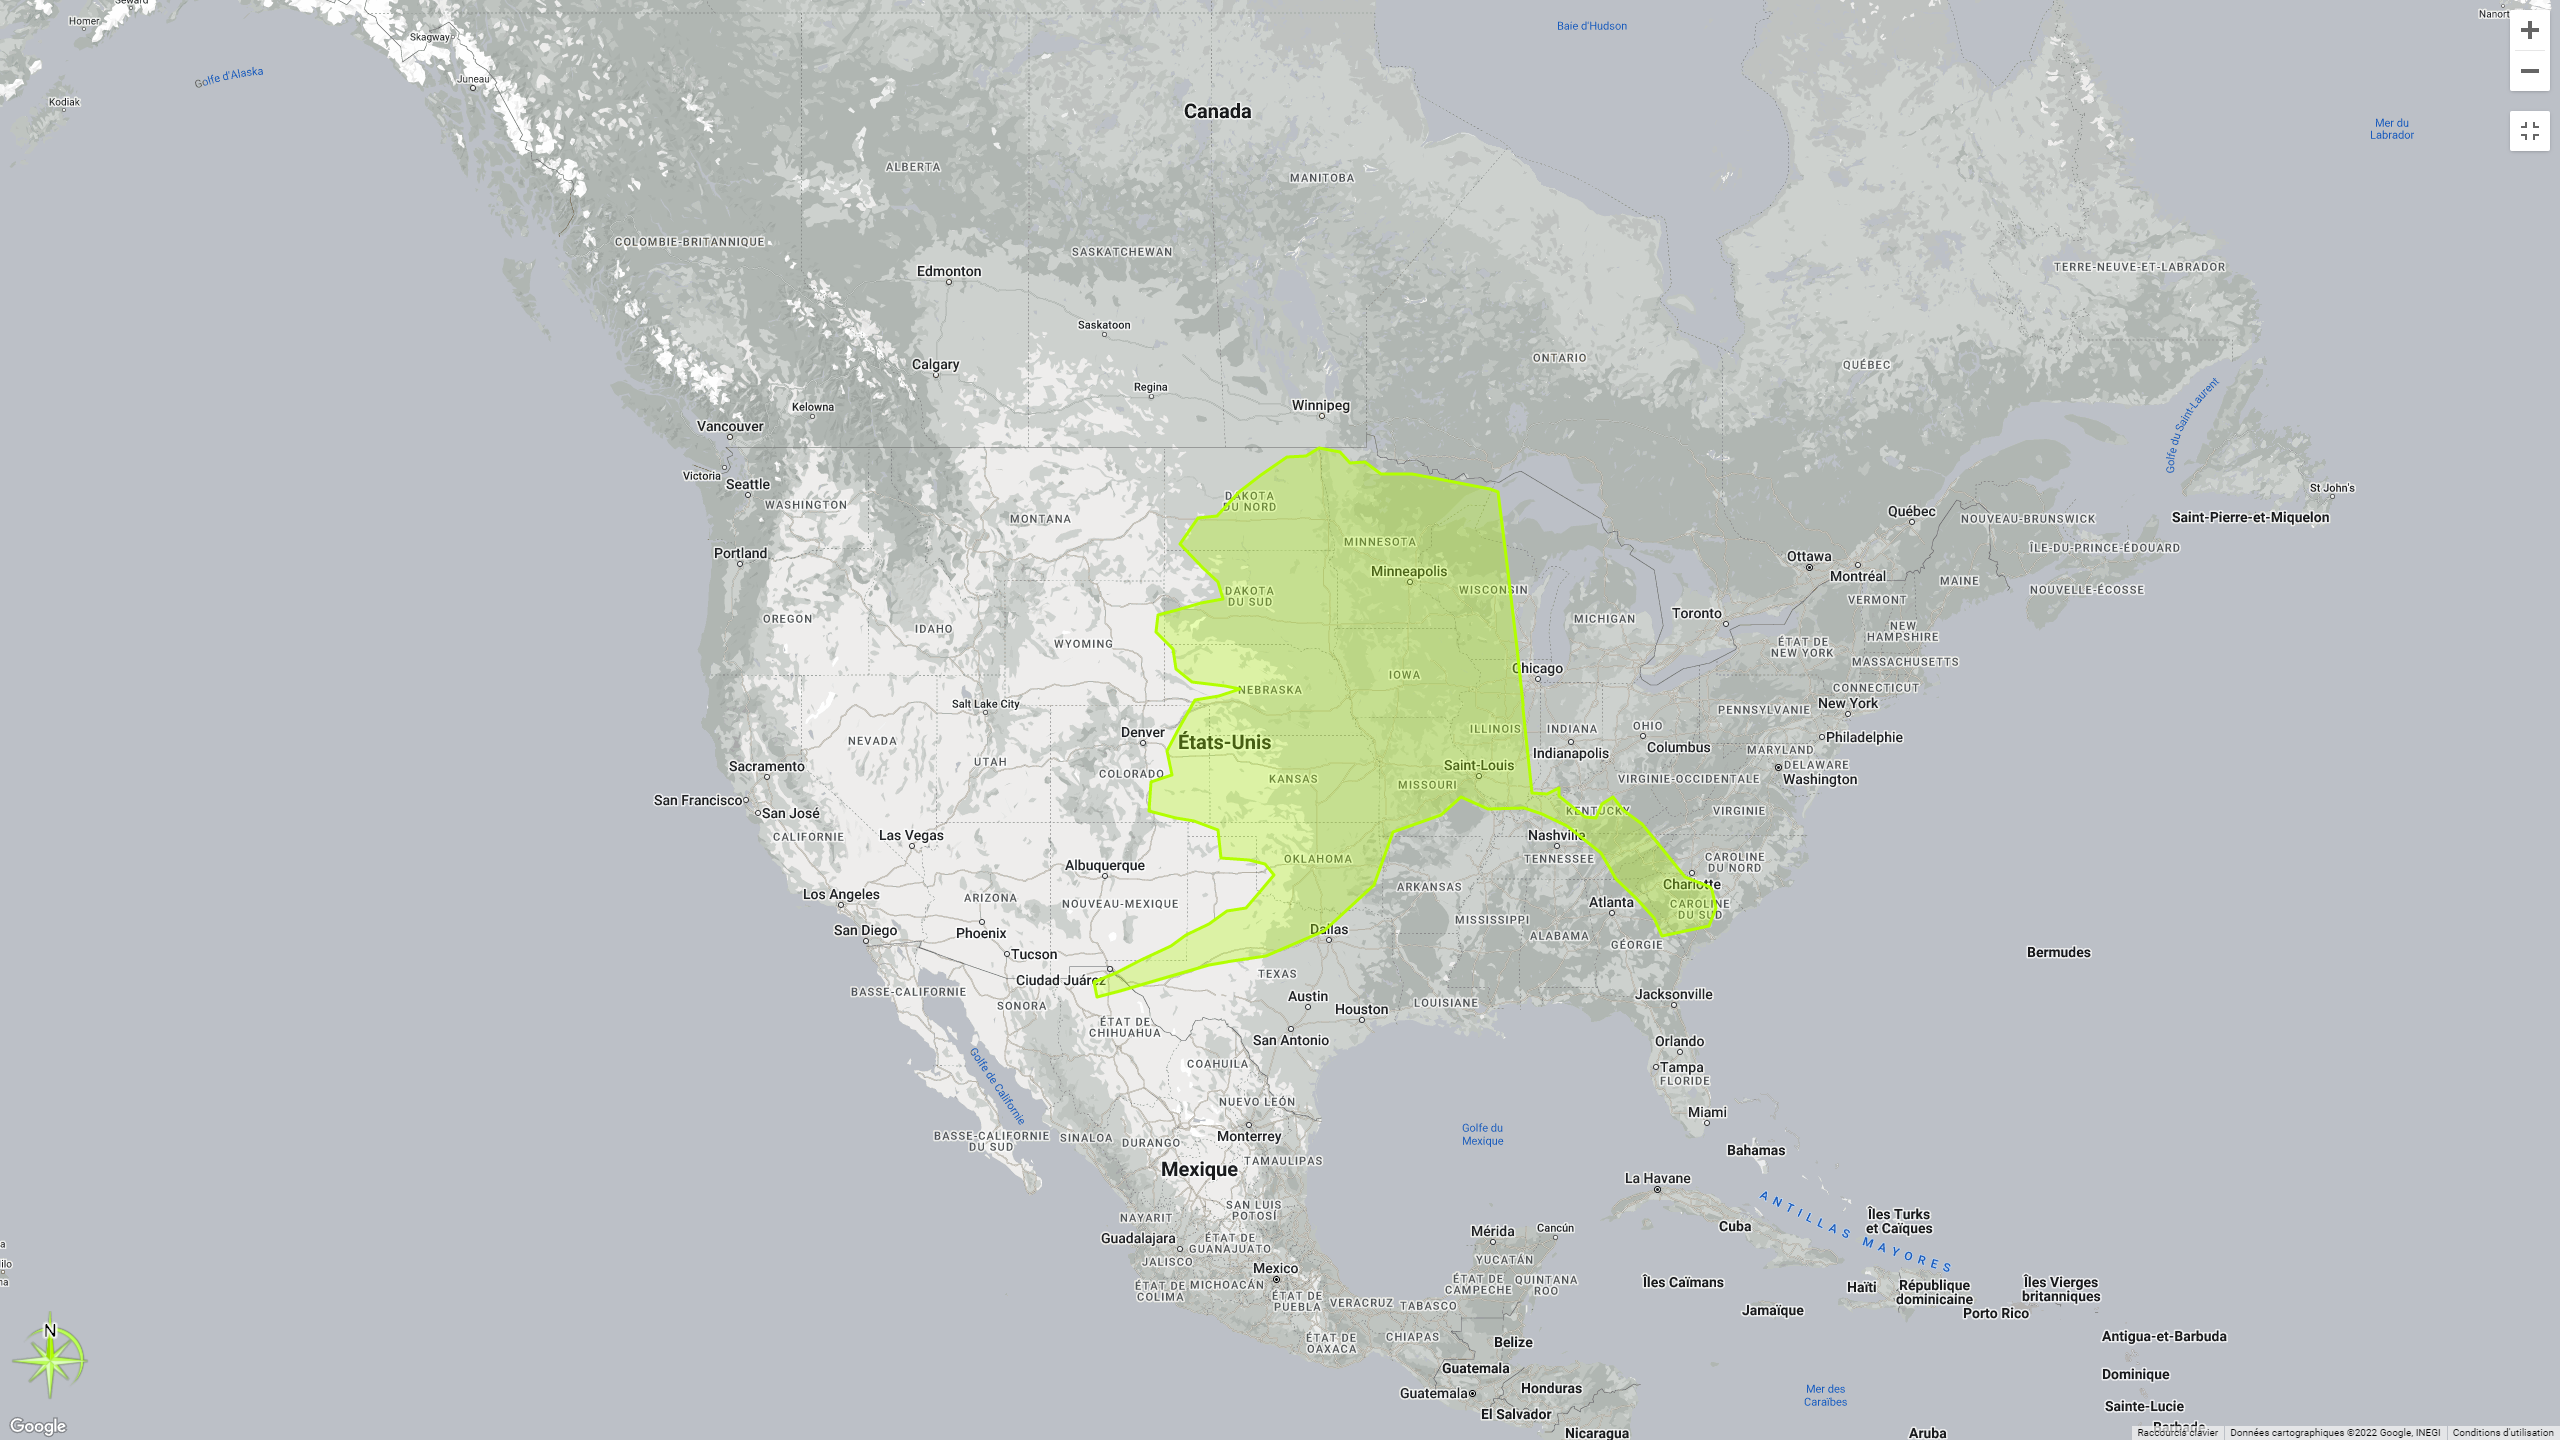 Seward
Homer
Nanort
Baie d'Hudson
Skagway
Golfe d'Alaska
Juneau
Kodiak
Canada
Mer du
Labrador
ALBERTA
MANITOBA
COLOMBIE-BRITANNIQUE
SASKATCHEWAN
TERRE-NEUVE-ET-LABRADOR
Edmonton
Saskatoon
ONTARIO
QUÉBEC
Calgary
Regina
Winnipeg
Kelowna
Vancouver
Golfe du Saint-Laurent
Victoria
Seattle
St John's
DAKOTA
DU NORD
WASHINGTON
MONTANA
Québec
NOUVEAU-BRUNSWICK
Saint-Pierre-et-Miquelon
MINNESOTA
ÎLE-DU-PRINCE-ÉDOUARD
Portland
Ottawa
Minneapolis
Montréal
MAINE
DAKOTA
DU SUD
WISCONSIN
NOUVELLE-ÉCOSSE
VERMONT
OREGON
IDAHO
MICHIGAN
Toronto
NEW
HAMPSHIRE
WYOMING
ÉTAT DE
NEW YORK
MASSACHUSETTS
Chicago
IOWA
NEBRASKA
CONNECTICUT
Salt Lake City
New York
PENNSYLVANIE
Denver
ILLINOIS
INDIANA
OHIO
États-Unis
NEVADA
Indianapolis
Columbus
MARYLAND
Philadelphie
UTAH
Sacramento
COLORADO
KANSAS
Saint-Louis
MISSOURI
VIRGINIE-OCCIDENTALE
DELAWARE
Washington
San Francisco
San José
KENTUCKY
VIRGINIE
CALIFORNIE
Las Vegas
Nashville
Albuquerque
OKLAHOMA
TENNESSEE
CAROLINE
DU NORD
Los Angeles
ARIZONA
NOUVEAU-MEXIQUE
ARKANSAS
Charlotte
Atlanta
CAROLINE
DU SUD
MISSISSIPPI
San Diego
Phoenix
Dallas
ALABAMA
GÉORGIE
Tucson
Bermudes
Ciudad Juárez
TEXAS
BASSE-CALIFORNIE
SONORA
Austin
LOUISIANE
Jacksonville
Houston
ÉTAT DE
CHIHUAHUA
San Antonio
Orlando
Golfe de Californie
COAHUILA
Tampa
FLORIDE
NUEVO LEÓN
Miami
BASSE-CALIFORNIE
DU SUD
SINALOA
DURANGO
Monterrey
Golfe du
Mexique
Bahamas
Mexique
TAMAULIPAS
La Havane
ANTILLAS MAYORES
SAN LUIS
POTOSÍ
NAYARIT
Îles Turks
et Caïques
Guadalajara
ÉTAT DE
GUANAJUATO
Mérida
Cancún
Cuba
JALISCO
Mexico
YUCATÁN
ÉTAT DE
COLIMA
MICHOACÁN
ÉTAT DE
CAMPECHE
QUINTANA
ROO
Îles Caïmans
Haïti
République
dominicaine
Îles Vierges
britanniques
ÉTAT DE
PUEBLA
VERACRUZ
TABASCO
Jamaïque
Porto Rico
ÉTAT DE
OAXACA
CHIAPAS
Belize
Antigua-et-Barbuda
Guatemala
Dominique
Guatemala
Honduras
Mer des
Caraïbes
El Salvador
Sainte-Lucie
Nicaragua
Aruba
Barbade
N
Google
Raccourcis clavier
Données cartographiques ©2022 Google, INEGI
Conditions d'utilisation